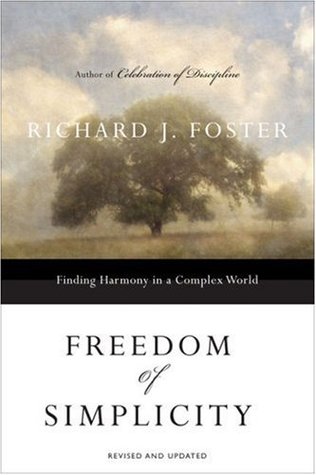 Author of Celebration of Discipline
RICHARD J. FOSTER
Finding Harmony in a Complex World
FREEDOM
of
SIMPLICITY
REVISED AND UPDATED